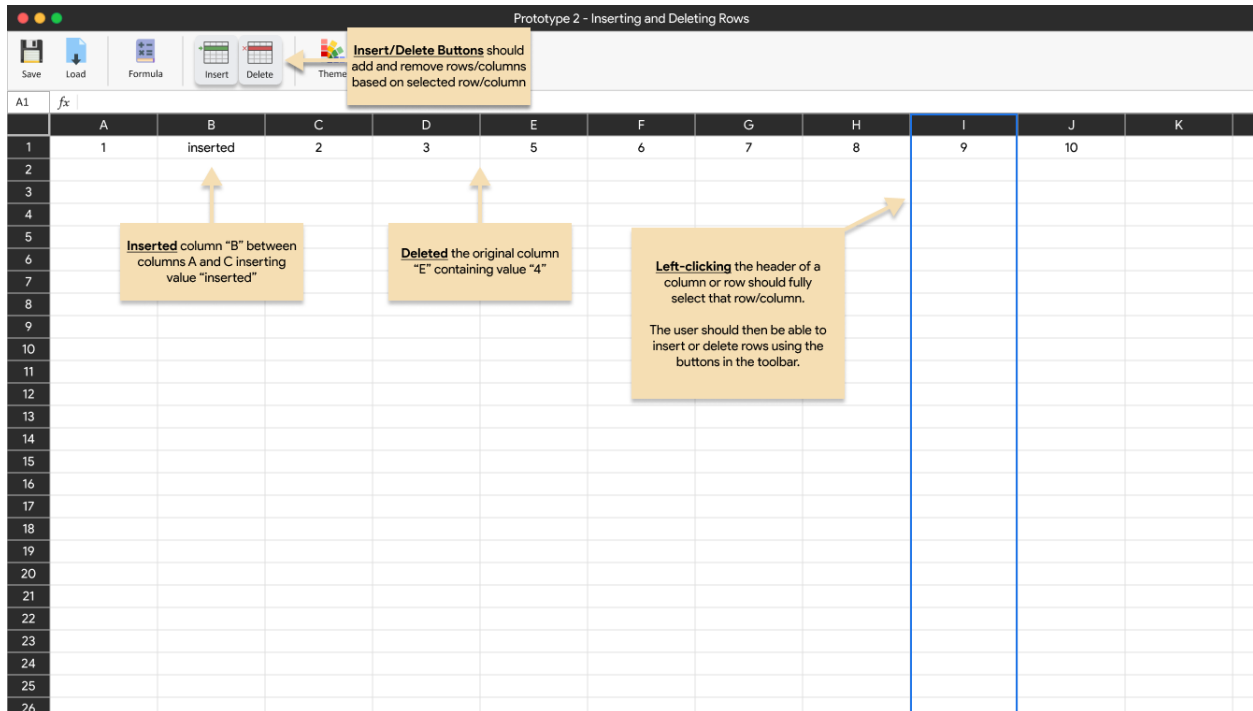 Prototype 2 - Inserting and Deleting Rows
Save
Load
Formula
Insert
Delete
Theme
Insert/Delete Buttons should
add and remove rows/columns
based on selected row/column
A1 fx
A B C D E F G H I J K
1 1 inserted 2 3 5 6 7 8 9 10
2
3
4
5
6
7
8
9
10
11
12
13
14
15
16
17
18
19
20
21
22
23
24
25
26
Inserted column “B” between
columns A and C inserting
value “inserted”
Deleted the original column
“E” containing value “4”
Left-clicking the header of a
column or row should fully
select that row/column.
The user should then be able to
insert or delete rows using the
buttons in the toolbar.